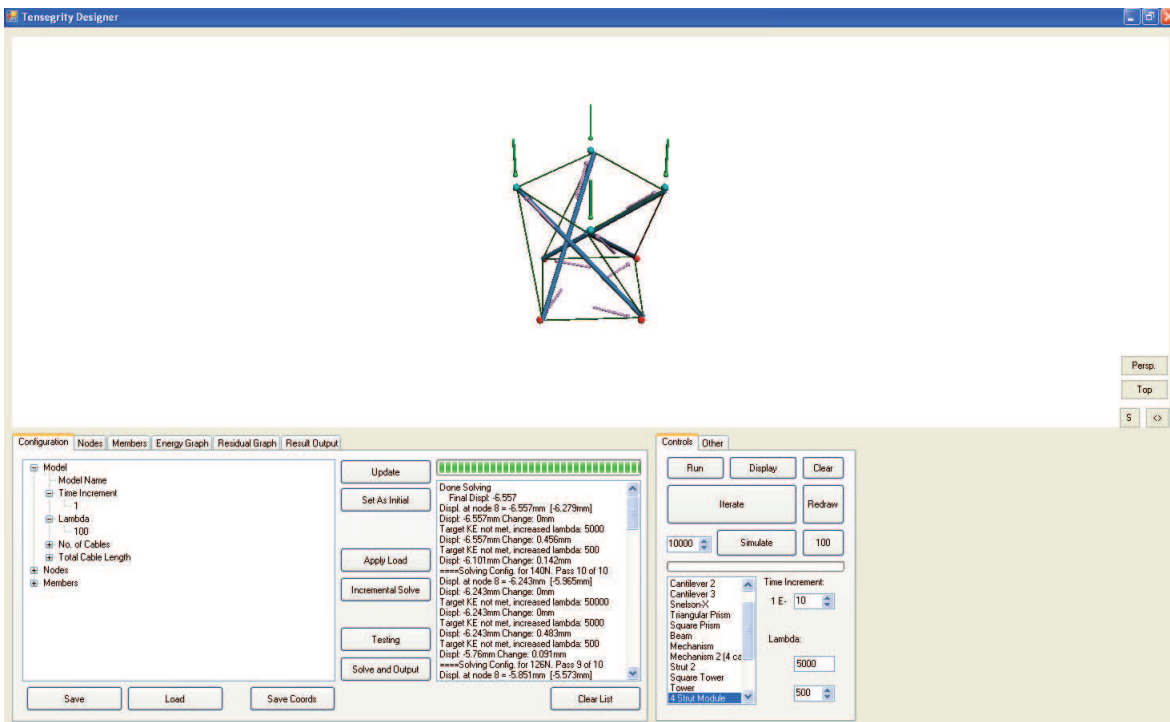 Tensegrity Designer
Persp.
Top
S <>
Configuration Nodes Members Energy Graph Residual Graph Result Output
Model
Model Name
Time Increment
1
Lambda
100
No. of Cables
Total Cable Length
Nodes
Members
Update
Set As Initial
Apply Load
Incremental Solve
Testing
Solve and Output
Done Solving
Final Displ: -6.557
Displ. at node 8 = -6.557mm [-6.279mm]
Displ: -6.557mm Change: 0mm
Target KE not met, increased lambda: 5000
Displ: -6.557mm Change: 0.456mm
Target KE not met, increased lambda: 500
Displ: -6.101mm Change: 0.142mm
====Solving Config. for 140N. Pass 10 of 10
Displ. at node 8 = -6.243mm [-5.965mm]
Displ: -6.243mm Change: 0mm
Target KE not met, increased lambda: 50000
Displ: -6.243mm Change: 0mm
Target KE not met, increased lambda: 5000
Displ: -6.243mm Change: 0.483mm
Target KE not met, increased lambda: 500
Displ: -5.76mm Change: 0.091mm
====Solving Config. for 126N. Pass 9 of 10
Displ. at node 8 = -5.851mm [-5.573mm]
Save Load Save Coords Clear List
Controls Other
Run Display Clear
Iterate Redraw
10000 Simulate 100
Cantilever 2
Cantilever 3
Snelson-X
Triangular Prism
Square Prism
Beam
Mechanism
Mechanism 2 (4 ca
Strut 2
Square Tower
Tower
4 Strut Module
Time Increment:
1 E- 10
Lambda:
5000
500